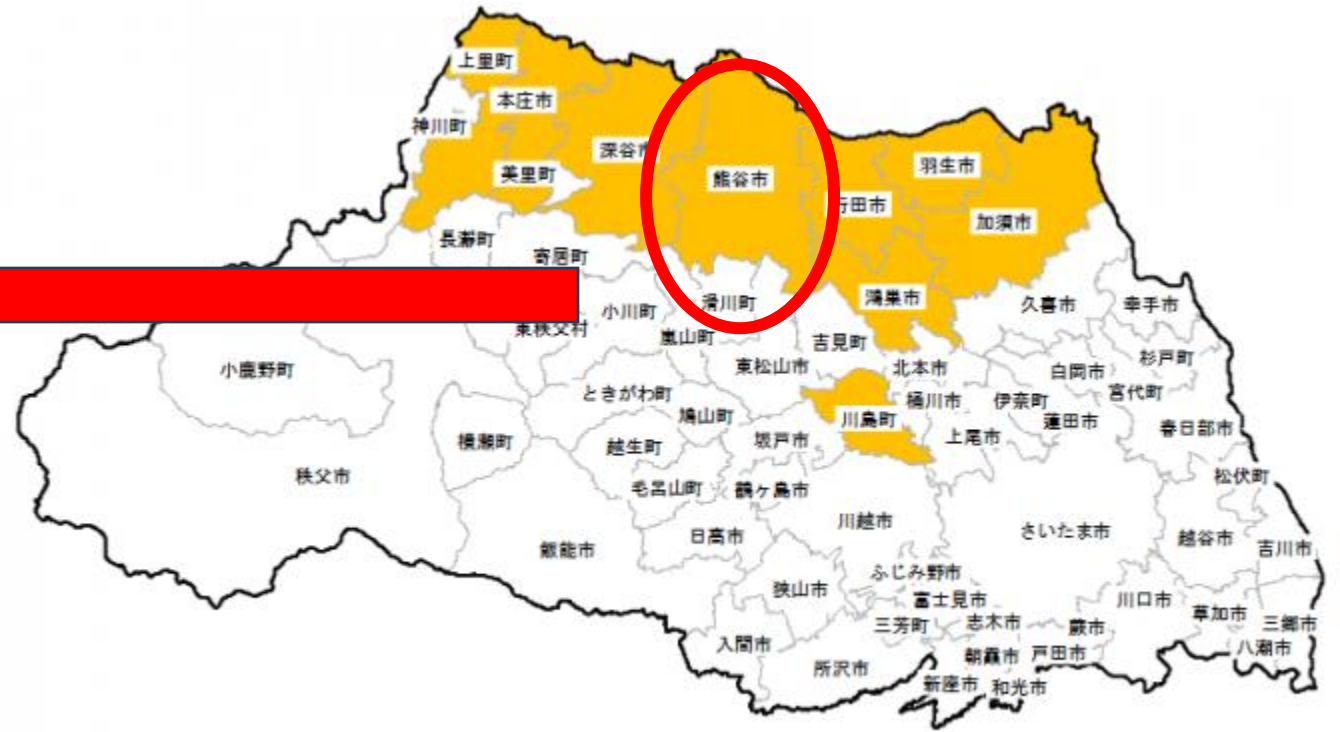 上里町
本庄市
神川町
深谷市
美里町
熊谷市
羽生市
行田市
加須市
長瀞町
寄居町
鴻巣市
久喜市
幸手市
小川町
滑川町
東秩父村
嵐山町
吉見町
小鹿野町
東松山市
北本市
白岡市
杉戸町
ときがわ町
桶川市
伊奈町
宮代町
鳩山町
川島町
蓮田市
横瀬町
越生町
坂戸市
上尾市
春日部市
秩父市
毛呂山町
鶴ヶ島市
松伏町
川越市
さいたま市
飯能市
日高市
越谷市
吉川市
ふじみ野市
狭山市
富士見市
川口市
三芳町
志木市
蕨市
草加市
三郷市
入間市
所沢市
朝霞市
戸田市
八潮市
新座市
和光市